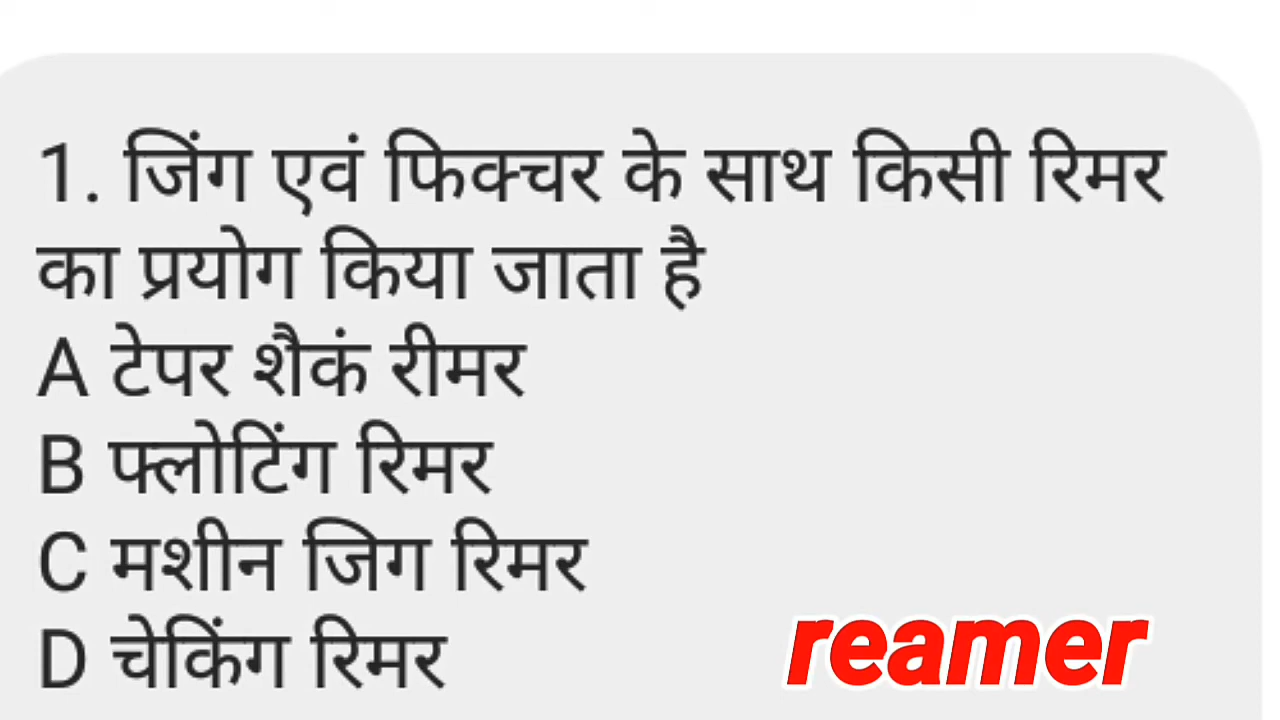 1. जिंग एवं फिक्चर के साथ किसी रिमर
का प्रयोग किया जाता है
A टेपर शैकं रीमर
B फ्लोटिंग रिमर
C मशीन जिग रिमर
D चेकिंग रिमर
reamer